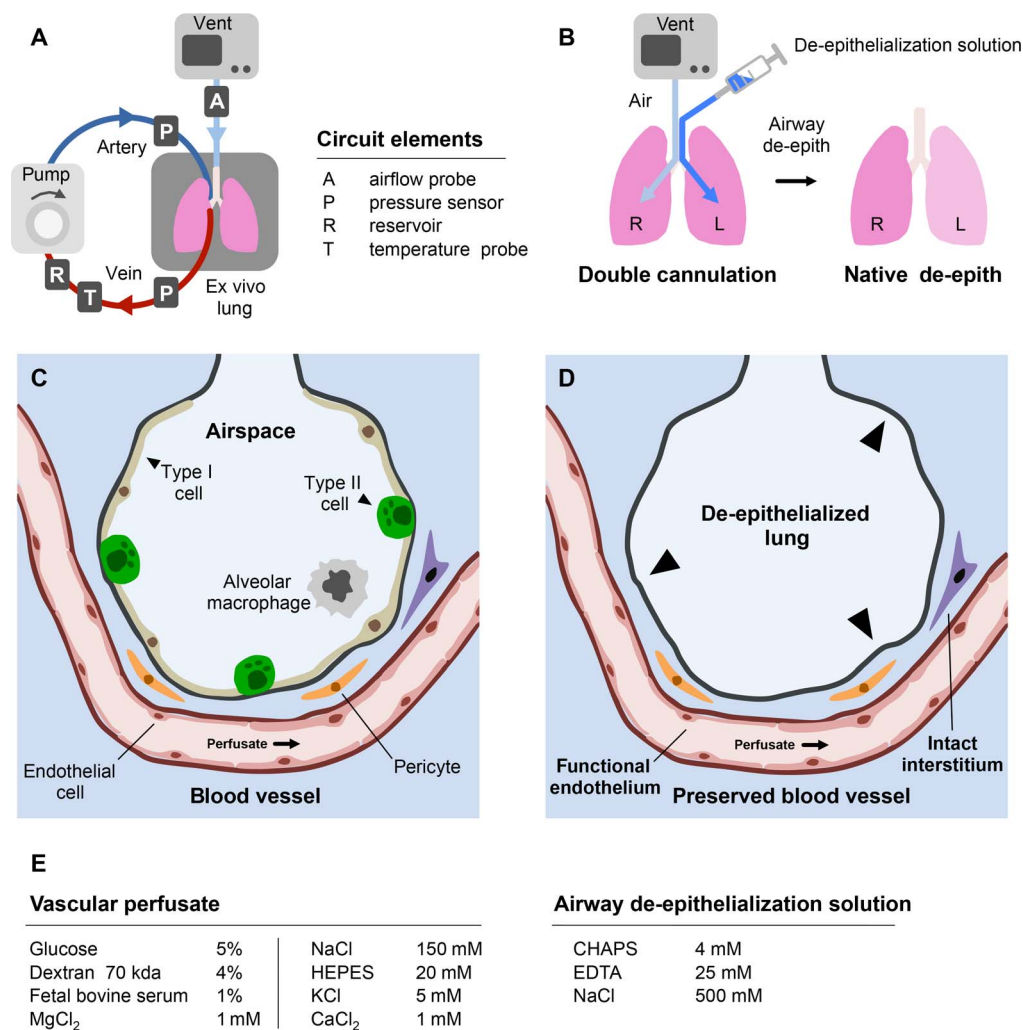 A
Vent
A
P
Artery
Pump
R
T
Vein
P
Ex vivo
lung
Circuit elements
A airflow probe
P pressure sensor
R reservoir
T temperature probe
B
Vent
De-epithelialization solution
Air
Airway
de-epith
R L
R L
Double cannulation
Native de-epith
C
Airspace
Type I
cell
Type II
cell
Alveolar
macrophage
Perfusate
Endothelial
cell
Pericyte
Blood vessel
D
De-epithelialized
lung
Perfusate
Functional
endothelium
Intact
interstitium
Preserved blood vessel
E
Vascular perfusate
Glucose 5% NaCl 150 mM
Dextran 70 kda 4% HEPES 20 mM
Fetal bovine serum 1% KCl 5 mM
MgCl₂ 1 mM CaCl₂ 1 mM
Airway de-epithelialization solution
CHAPS 4 mM
EDTA 25 mM
NaCl 500 mM